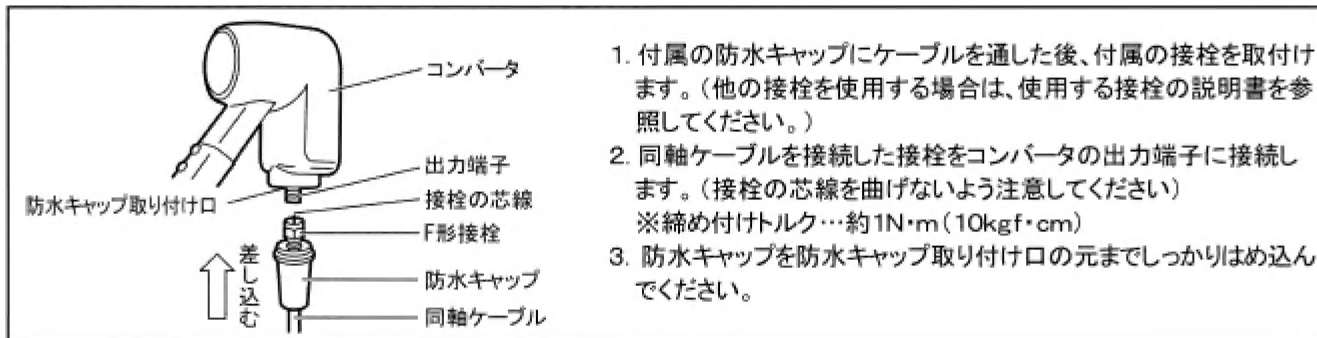 コンバータ
出力端子
接栓の芯線
防水キャップ取り付け口
F形接栓
差し込む
防水キャップ
同軸ケーブル
1. 付属の防水キャップにケーブルを通した後、付属の接栓を取付け
ます。(他の接栓を使用する場合は、使用する接栓の説明書を参
照してください。)
2. 同軸ケーブルを接続した接栓をコンバータの出力端子に接続し
ます。(接栓の芯線を曲げないよう注意してください)
※締め付けトルク…約1N・m(10kgf・cm)
3. 防水キャップを防水キャップ取り付け口の元までしっかりはめ込ん
でください。